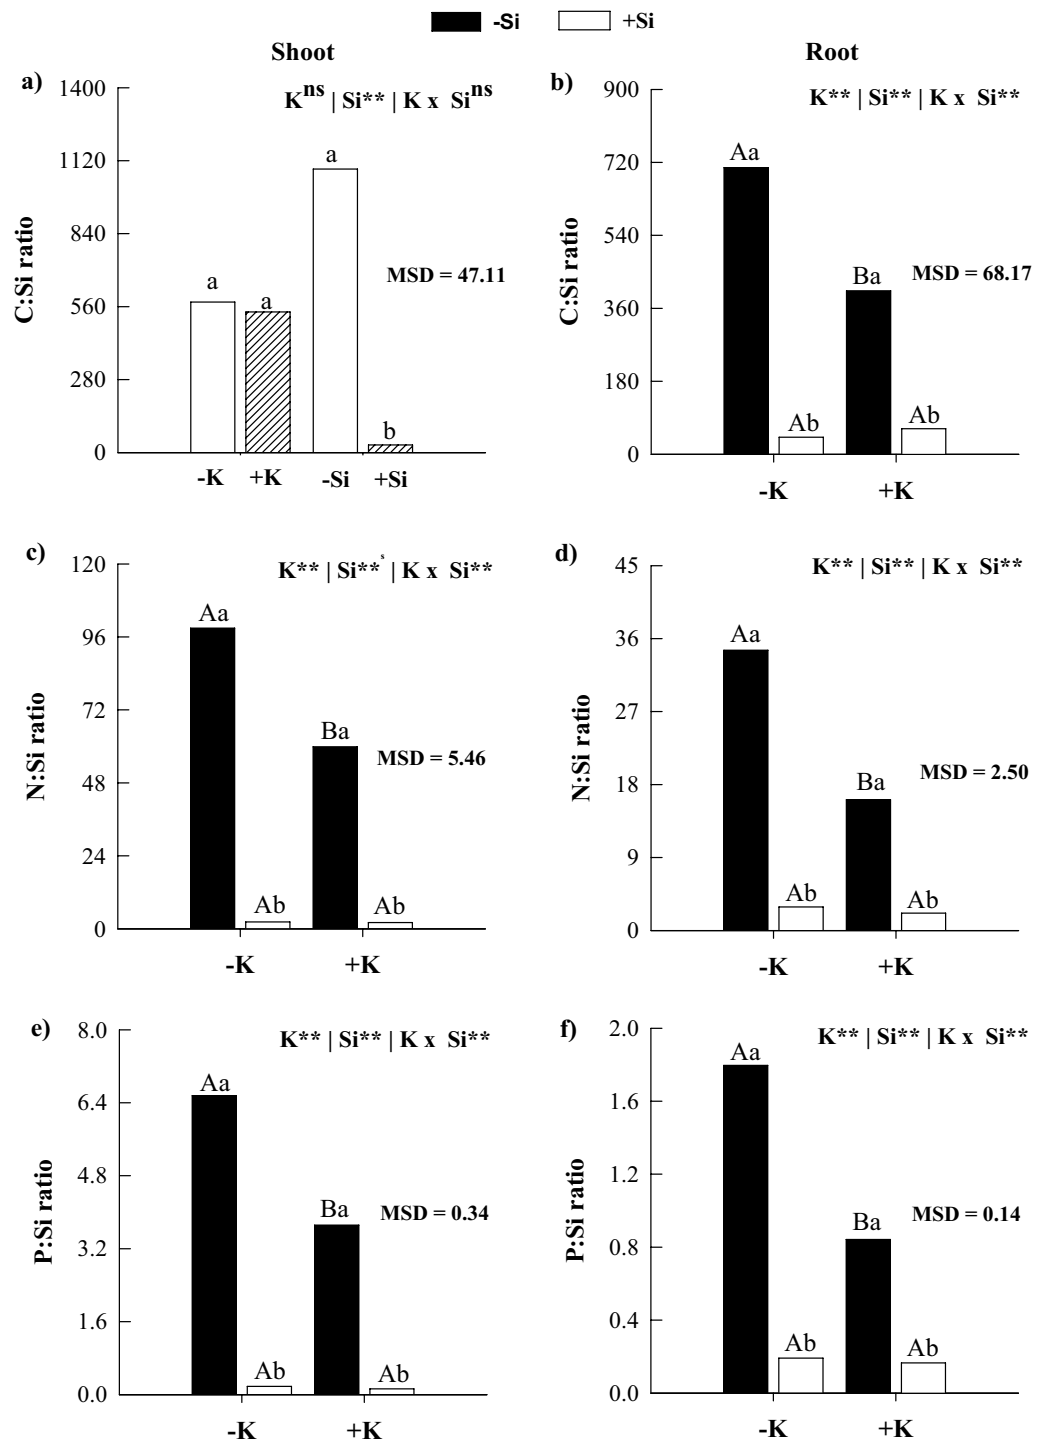 -Si +Si
Shoot Root
a)
K^ns | Si** | K x Si^ns
C:Si ratio
1400
1120
840
560
280
0
a
a
a
b
MSD = 47.11
-K +K -Si +Si
b)
K** | Si** | K x Si**
C:Si ratio
900
720
540
360
180
0
Aa
Ab
Ba
Ab
MSD = 68.17
-K +K
c)
K** | Si**^s | K x Si**
N:Si ratio
120
96
72
48
24
0
Aa
Ab
Ba
Ab
MSD = 5.46
-K +K
d)
K** | Si** | K x Si**
N:Si ratio
45
36
27
18
9
0
Aa
Ab
Ba
Ab
MSD = 2.50
-K +K
e)
K** | Si** | K x Si**
P:Si ratio
8.0
6.4
4.8
3.2
1.6
0.0
Aa
Ab
Ba
Ab
MSD = 0.34
-K +K
f)
K** | Si** | K x Si**
P:Si ratio
2.0
1.6
1.2
0.8
0.4
0.0
Aa
Ab
Ba
Ab
MSD = 0.14
-K +K